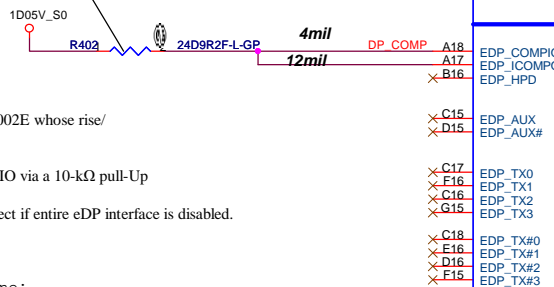 1D05V_S0
R402
24D9R2F-L-GP
4mil
DP_COMP
A18
EDP_COMPIO
12mil
A17
EDP_ICOMPO
B16
EDP_HPD
002E whose rise/
C15
EDP_AUX
D15
EDP_AUX#
IO via a 10-kΩ pull-Up
C17
EDP_TX0
F16
EDP_TX1
C16
EDP_TX2
G15
EDP_TX3
ect if entire eDP interface is disabled.
C18
EDP_TX#0
E16
EDP_TX#1
D16
EDP_TX#2
F15
EDP_TX#3